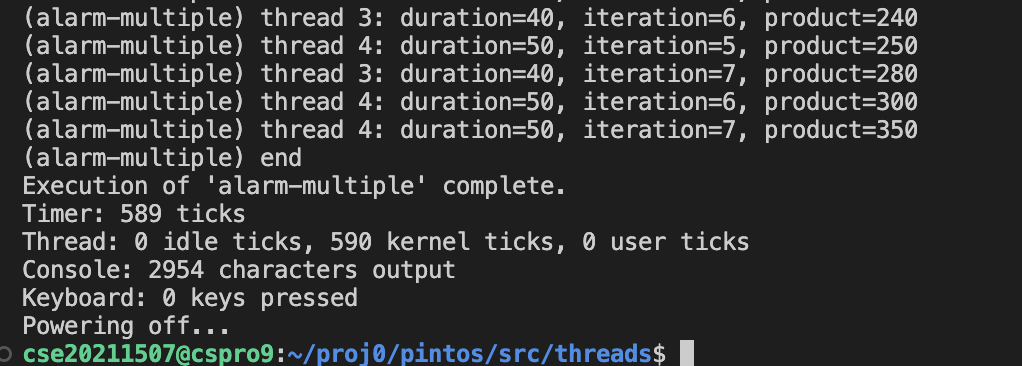 (alarm-multiple) thread 3: duration=40, iteration=6, product=240
(alarm-multiple) thread 4: duration=50, iteration=5, product=250
(alarm-multiple) thread 3: duration=40, iteration=7, product=280
(alarm-multiple) thread 4: duration=50, iteration=6, product=300
(alarm-multiple) thread 4: duration=50, iteration=7, product=350
(alarm-multiple) end
Execution of 'alarm-multiple' complete.
Timer: 589 ticks
Thread: 0 idle ticks, 590 kernel ticks, 0 user ticks
Console: 2954 characters output
Keyboard: 0 keys pressed
Powering off...
cse20211507@cspro9:~/proj0/pintos/src/threads$